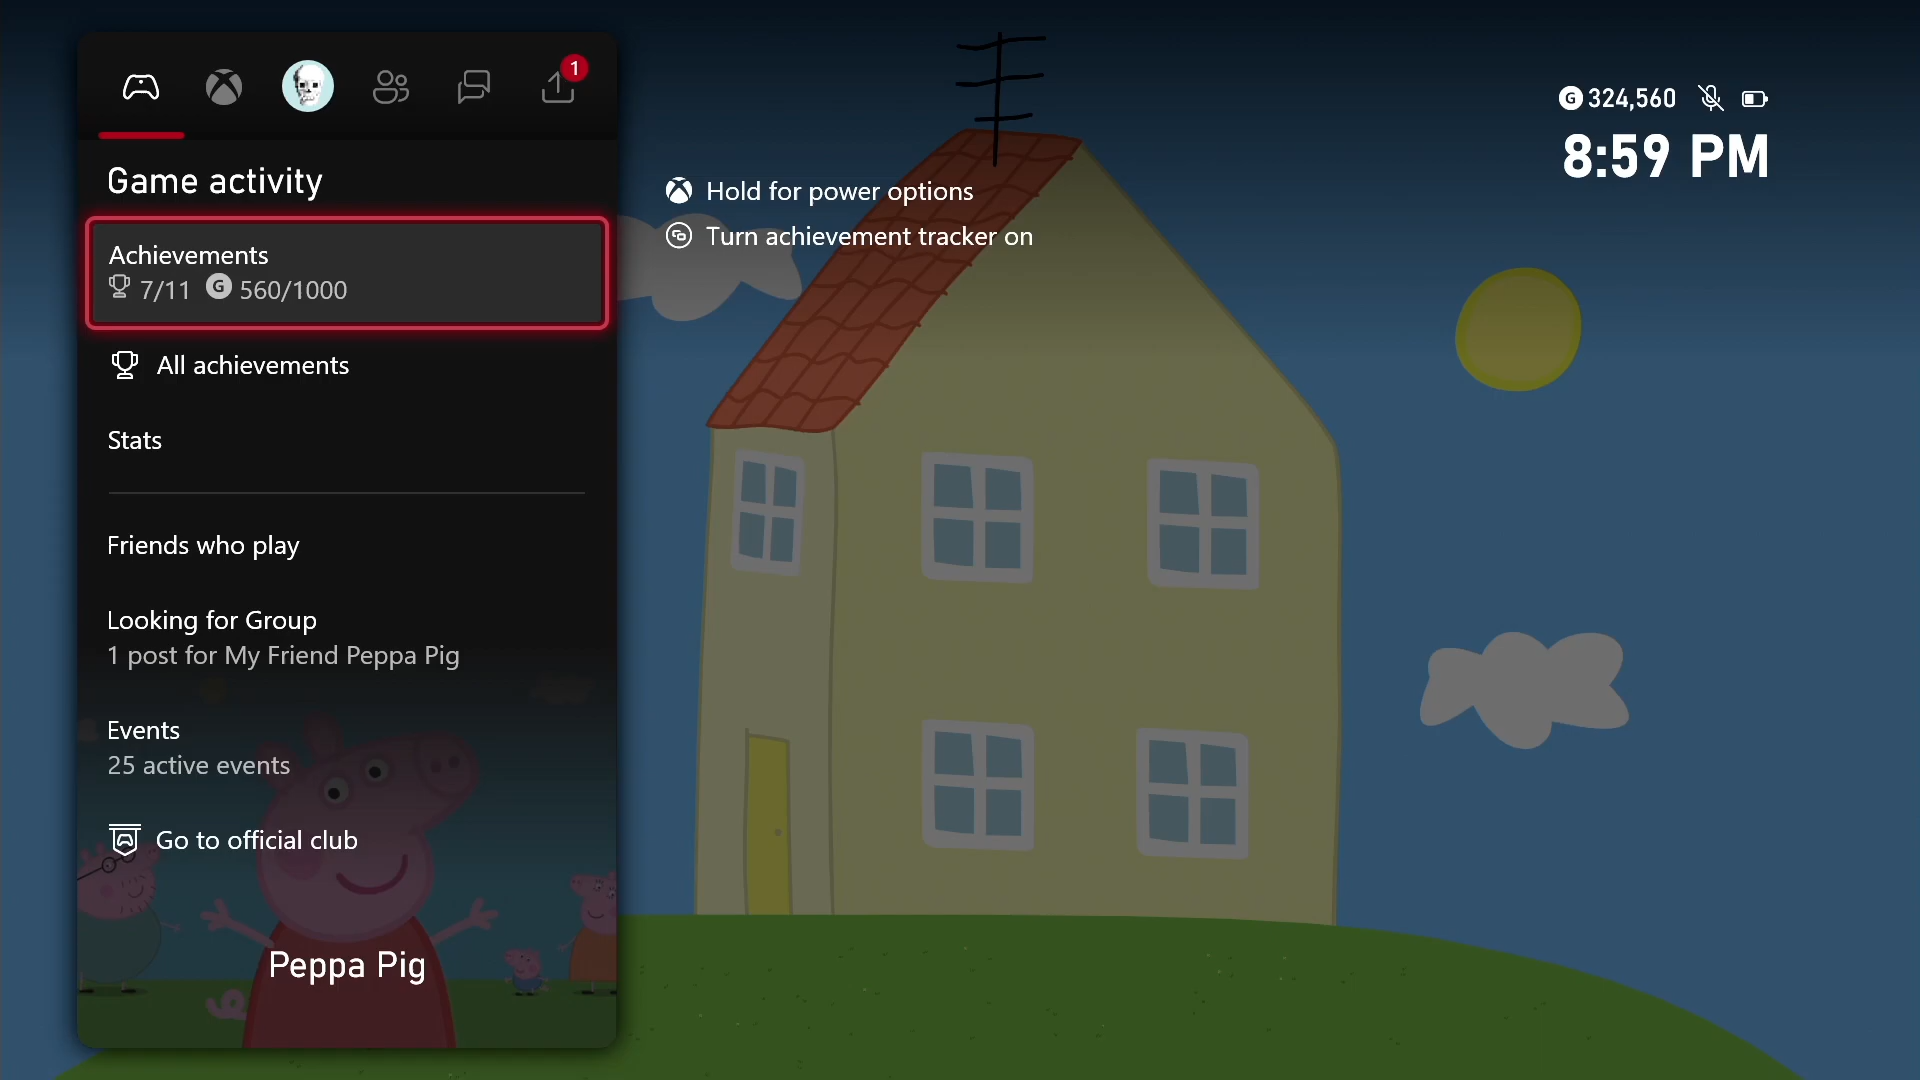 1
G 324,560
8:59 PM
Game activity
Hold for power options
Turn achievement tracker on
Achievements
7/11 G 560/1000
All achievements
Stats
Friends who play
Looking for Group
1 post for My Friend Peppa Pig
Events
25 active events
Go to official club
Peppa Pig